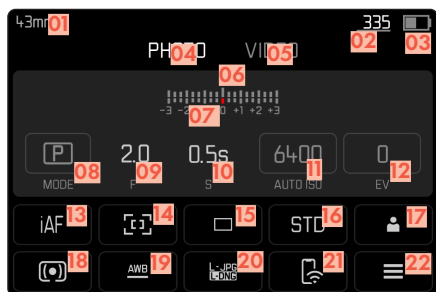 43mm 01 335
02 03
PHOTO 04 VIDEO 05
06
-3 -2 07 0 +1 +2 +3
P 2.0 0.5s 6400 0
08 09 10 11 12
MODE F S AUTO ISO EV
iAF 13 14 15 STD 16 17
18 AWB 19 L-JPG 20 21 22
L-DNG